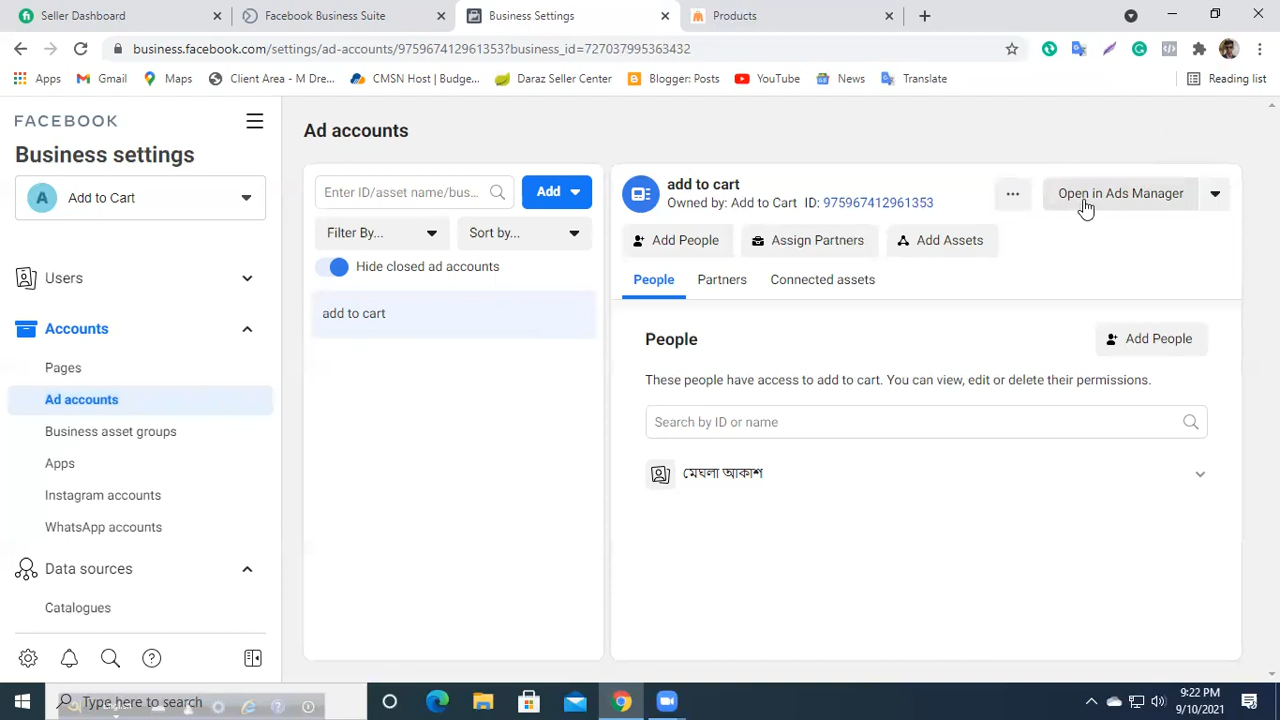 Seller Dashboard
Facebook Business Suite
Business Settings
Products
business.facebook.com/settings/ad-accounts/975967412961353?business_id=727037995363432
Apps
Gmail
Maps
Client Area - M Dre...
CMSN Host | Badge...
Daraz Seller Center
Blogger: Posts
YouTube
News
Translate
Reading list
FACEBOOK
Business settings
A
Add to Cart
Users
Accounts
Pages
Ad accounts
Business asset groups
Apps
Instagram accounts
WhatsApp accounts
Data sources
Catalogues
Ad accounts
Enter ID/asset name/bus...
Add
Filter By...
Sort by...
Hide closed ad accounts
add to cart
add to cart
Owned by: Add to Cart ID: 975967412961353
Open in Ads Manager
Add People
Assign Partners
Add Assets
People
Partners
Connected assets
People
Add People
These people have access to add to cart. You can view, edit or delete their permissions.
Search by ID or name
মেঘলা আকাশ
Type here to search
9:22 PM
9/10/2021